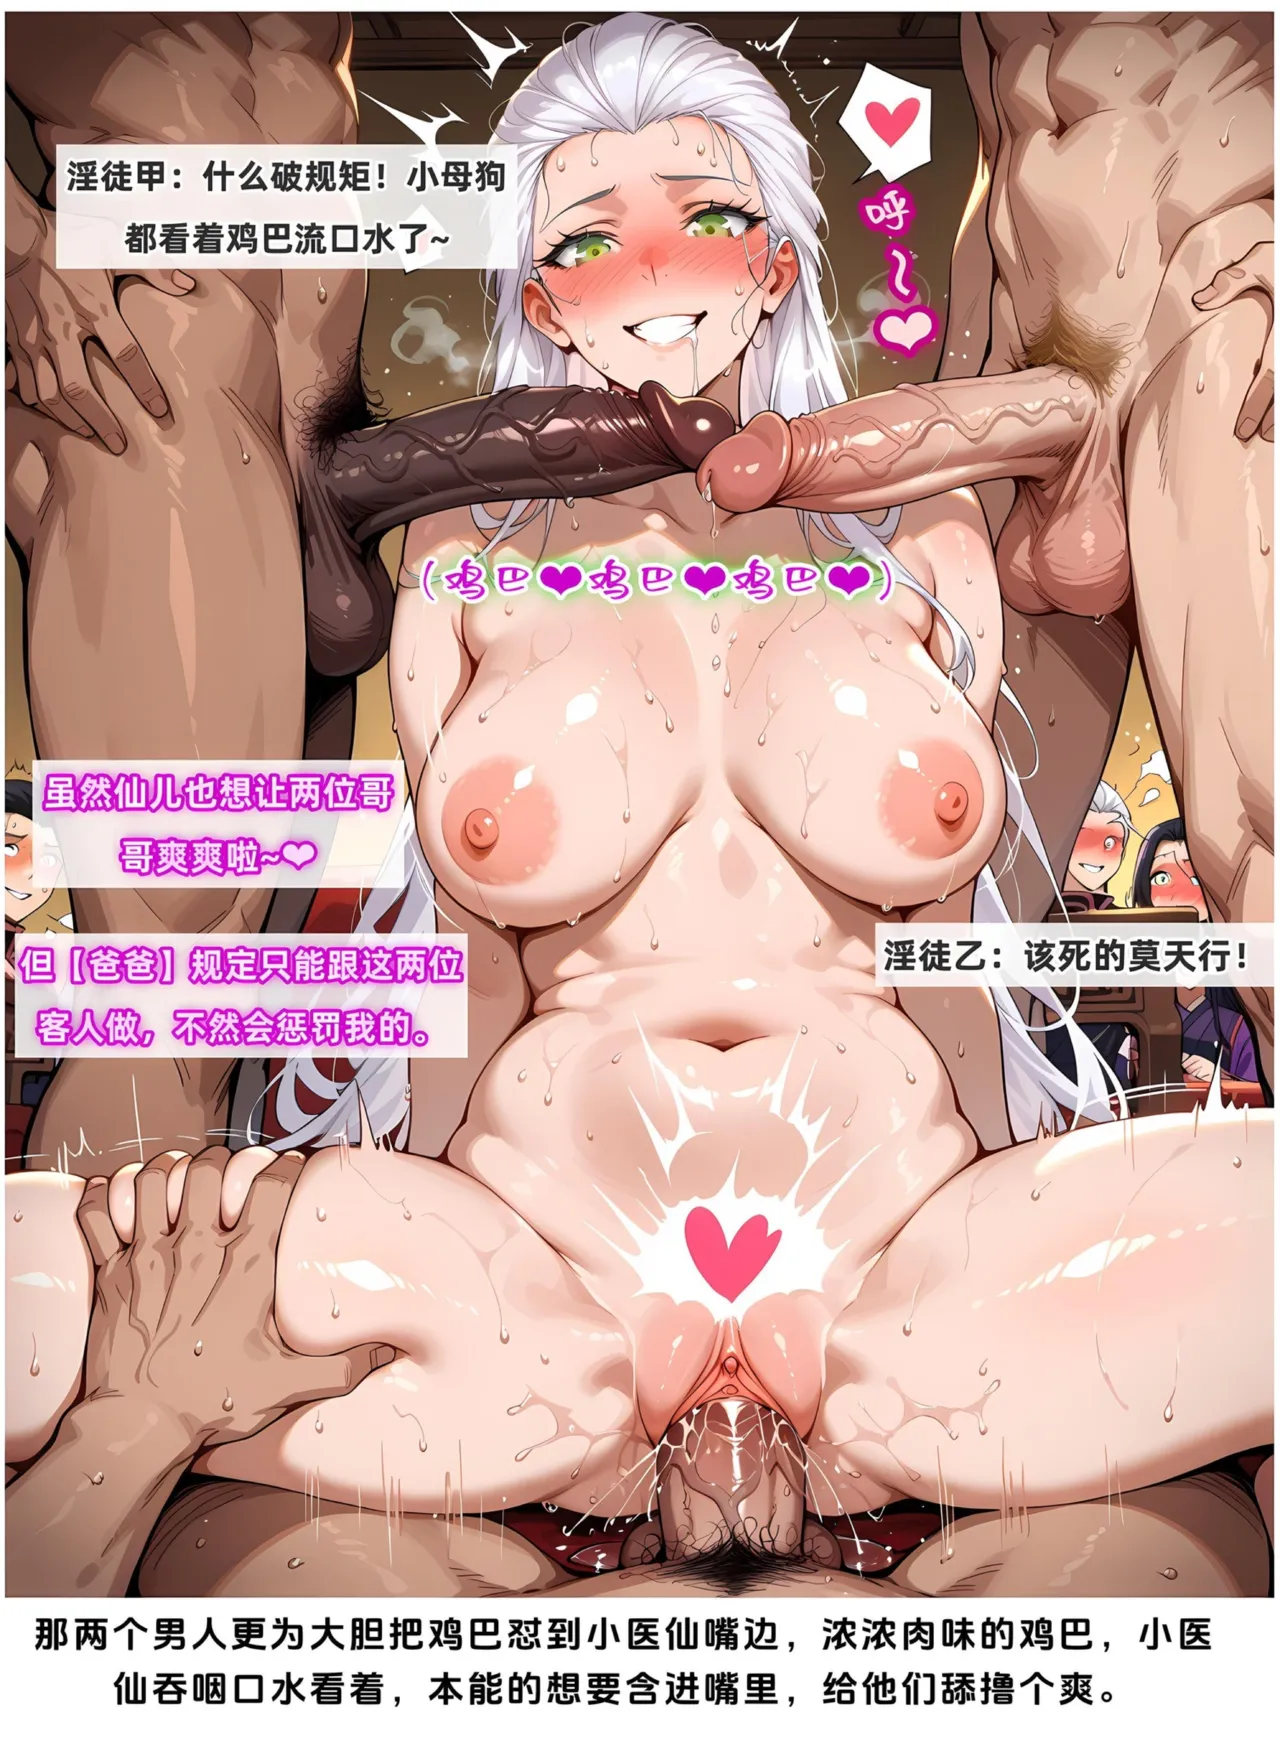 淫徒甲：什么破规矩！小母狗
都看着鸡巴流口水了~
呼~❤
（鸡巴❤鸡巴❤鸡巴❤）
虽然仙儿也想让两位哥
哥爽爽啦~❤
但【爸爸】规定只能跟这两位
客人做，不然会惩罚我的。
淫徒乙：该死的莫天行！
那两个男人更为大胆把鸡巴怼到小医仙嘴边，浓浓肉味的鸡巴，小医
仙吞咽口水看着，本能的想要含进嘴里，给他们舔撸个爽。